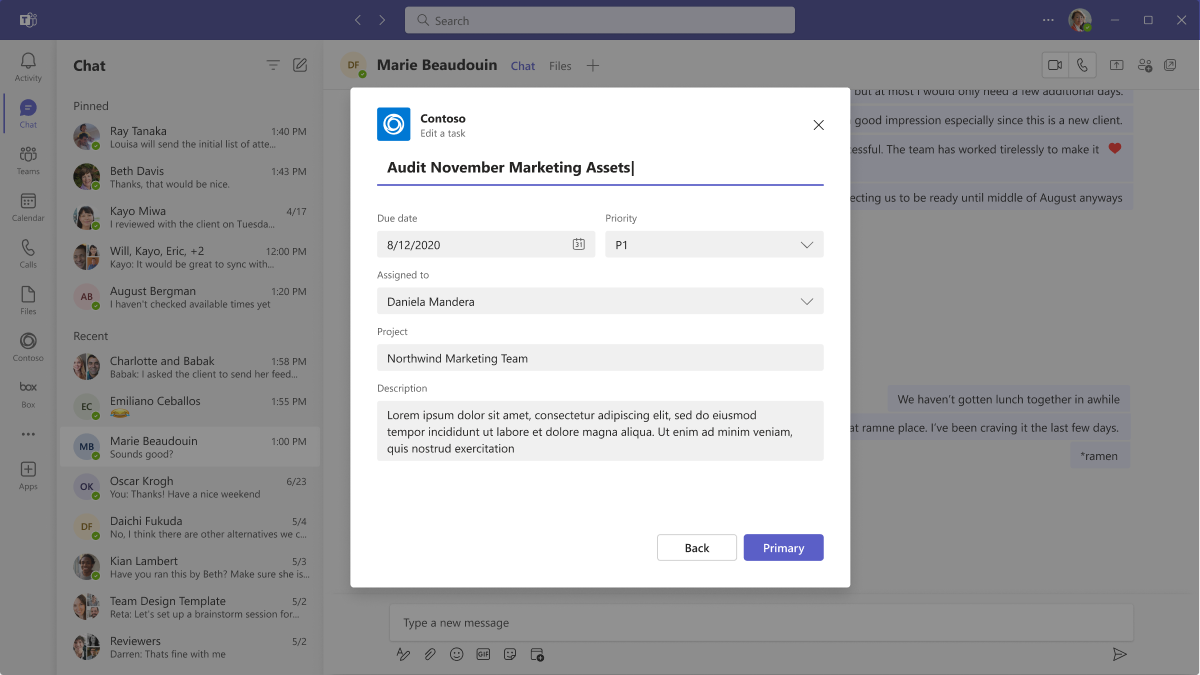 Search
Activity
Chat
Teams
Calendar
Calls
Files
Contoso
box
Box
Apps
Chat
Pinned
Ray Tanaka 1:40 PM
Louisa will send the initial list of atte...
Beth Davis 1:43 PM
Thanks, that would be nice.
Kayo Miwa 4/17
I reviewed with the client on Tuesda...
Will, Kayo, Eric, +2 12:00 PM
Kayo: It would be great to sync with...
AB
August Bergman 1:20 PM
I haven't checked available times yet
Recent
Charlotte and Babak 1:58 PM
Babak: I asked the client to send her feed...
EC
Emiliano Ceballos 1:55 PM
MB
Marie Beaudouin 1:00 PM
Sounds good?
OK
Oscar Krogh 6/23
You: Thanks! Have a nice weekend
DF
Daichi Fukuda 5/4
No, I think there are other alternatives we c...
Kian Lambert 5/3
Have you ran this by Beth? Make sure she is...
Team Design Template 5/2
Reta: Let's set up a brainstorm session for...
Reviewers 5/2
Darren: Thats fine with me
DF
Marie Beaudouin Chat Files
but at most I would only need a few additional days.
good impression especially since this is a new client.
essful. The team has worked tirelessly to make it
ecting us to be ready until middle of August anyways
We haven't gotten lunch together in awhile
at ramne place. I've been craving it the last few days.
*ramen
Contoso
Edit a task
Audit November Marketing Assets
Due date Priority
8/12/2020 31 P1
Assigned to
Daniela Mandera
Project
Northwind Marketing Team
Description
Lorem ipsum dolor sit amet, consectetur adipiscing elit, sed do eiusmod
tempor incididunt ut labore et dolore magna aliqua. Ut enim ad minim veniam,
quis nostrud exercitation
Back Primary
Type a new message
GIF